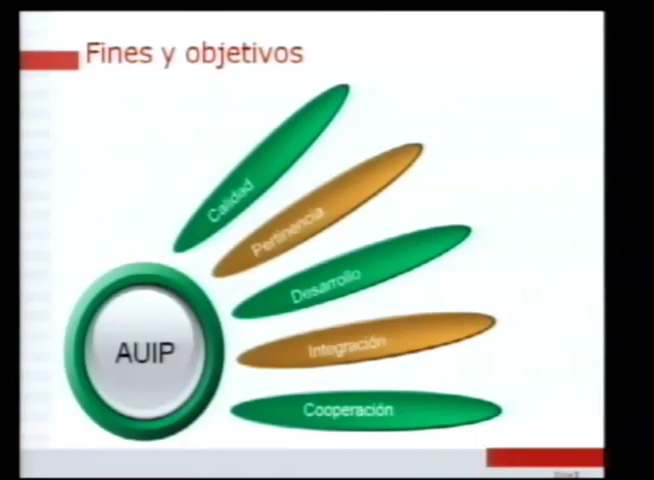 Fines y objetivos
Calidad
Pertinencia
Desarrollo
Integración
AUIP
Cooperación